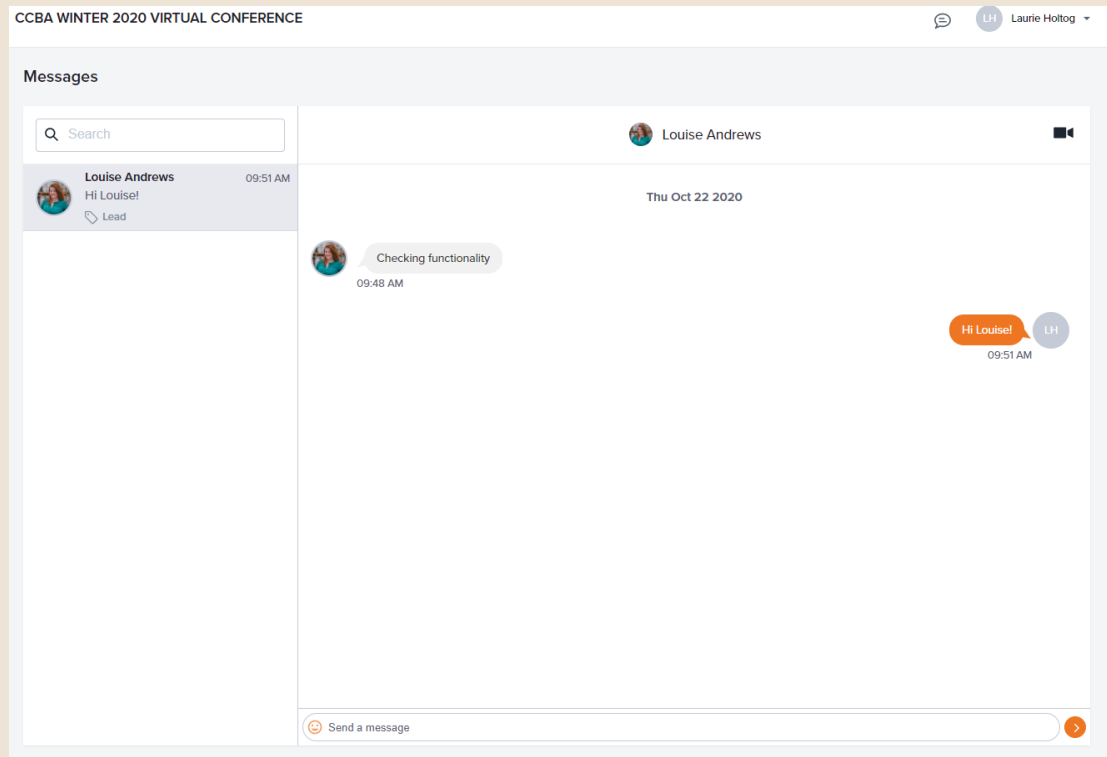 CCBA WINTER 2020 VIRTUAL CONFERENCE
LH Laurie Holtog
Messages
Search
Louise Andrews 09:51 AM
Hi Louise!
Lead
Louise Andrews
Thu Oct 22 2020
Checking functionality
09:48 AM
Hi Louise! LH
09:51 AM
Send a message